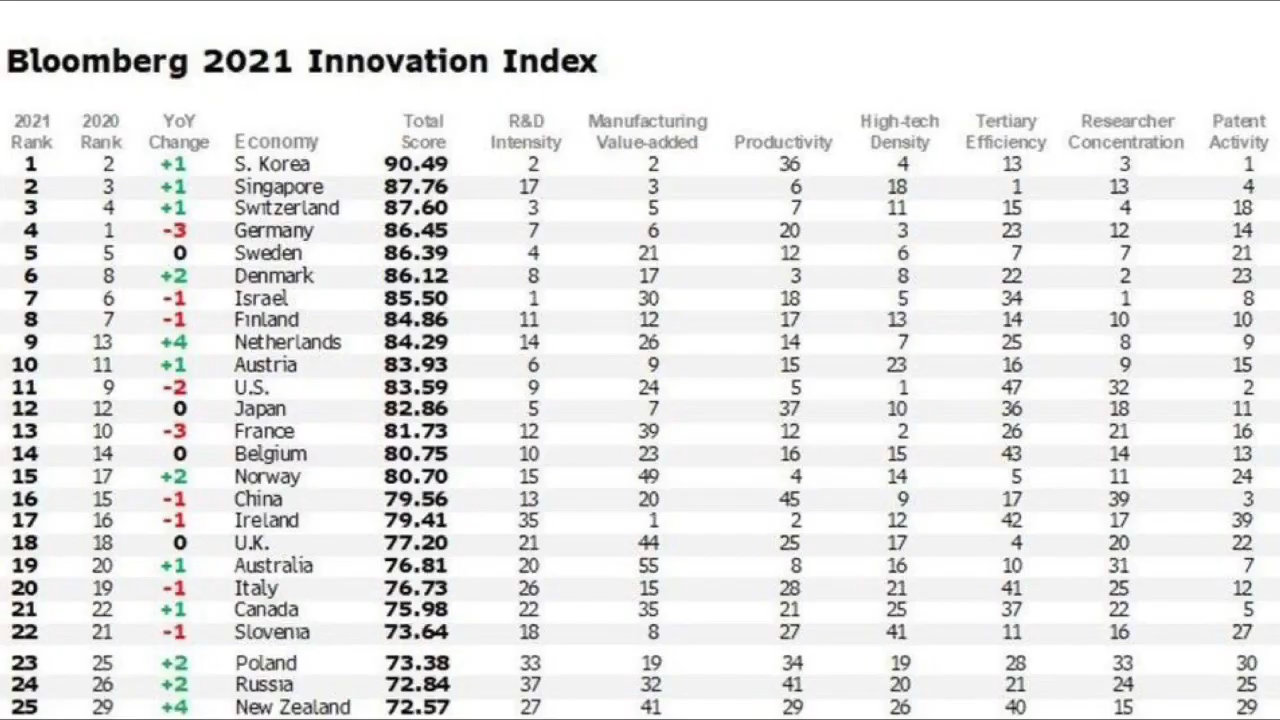 Bloomberg 2021 Innovation Index
2021 2020 YoY Total R&D Manufacturing High-tech Tertiary Researcher Patent
Rank Rank Change Economy Score Intensity Value-added Productivity Density Efficiency Concentration Activity
1 2 +1 S. Korea 90.49 2 2 36 4 13 3 1
2 3 +1 Singapore 87.76 17 3 6 18 1 13 4
3 4 +1 Switzerland 87.60 3 5 7 11 15 4 18
4 1 -3 Germany 86.45 7 6 20 3 23 12 14
5 5 0 Sweden 86.39 4 21 12 6 7 7 21
6 8 +2 Denmark 86.12 8 17 3 8 22 2 23
7 6 -1 Israel 85.50 1 30 18 5 34 1 8
8 7 -1 Finland 84.86 11 12 17 13 14 10 10
9 13 +4 Netherlands 84.29 14 26 14 7 25 8 9
10 11 +1 Austria 83.93 6 9 15 23 16 9 15
11 9 -2 U.S. 83.59 9 24 5 1 47 32 2
12 12 0 Japan 82.86 5 7 37 10 36 18 11
13 10 -3 France 81.73 12 39 12 2 26 21 16
14 14 0 Belgium 80.75 10 23 16 15 43 14 13
15 17 +2 Norway 80.70 15 49 4 14 5 11 24
16 15 -1 China 79.56 13 20 45 9 17 39 3
17 16 -1 Ireland 79.41 35 1 2 12 42 17 39
18 18 0 U.K. 77.20 21 44 25 17 4 20 22
19 20 +1 Australia 76.81 20 55 8 16 10 31 7
20 19 -1 Italy 76.73 26 15 28 21 41 25 12
21 22 +1 Canada 75.98 22 35 21 25 37 22 5
22 21 -1 Slovenia 73.64 18 8 27 41 11 16 27
23 25 +2 Poland 73.38 33 19 34 19 28 33 30
24 26 +2 Russia 72.84 37 32 41 20 21 24 25
25 29 +4 New Zealand 72.57 27 41 29 26 40 15 29